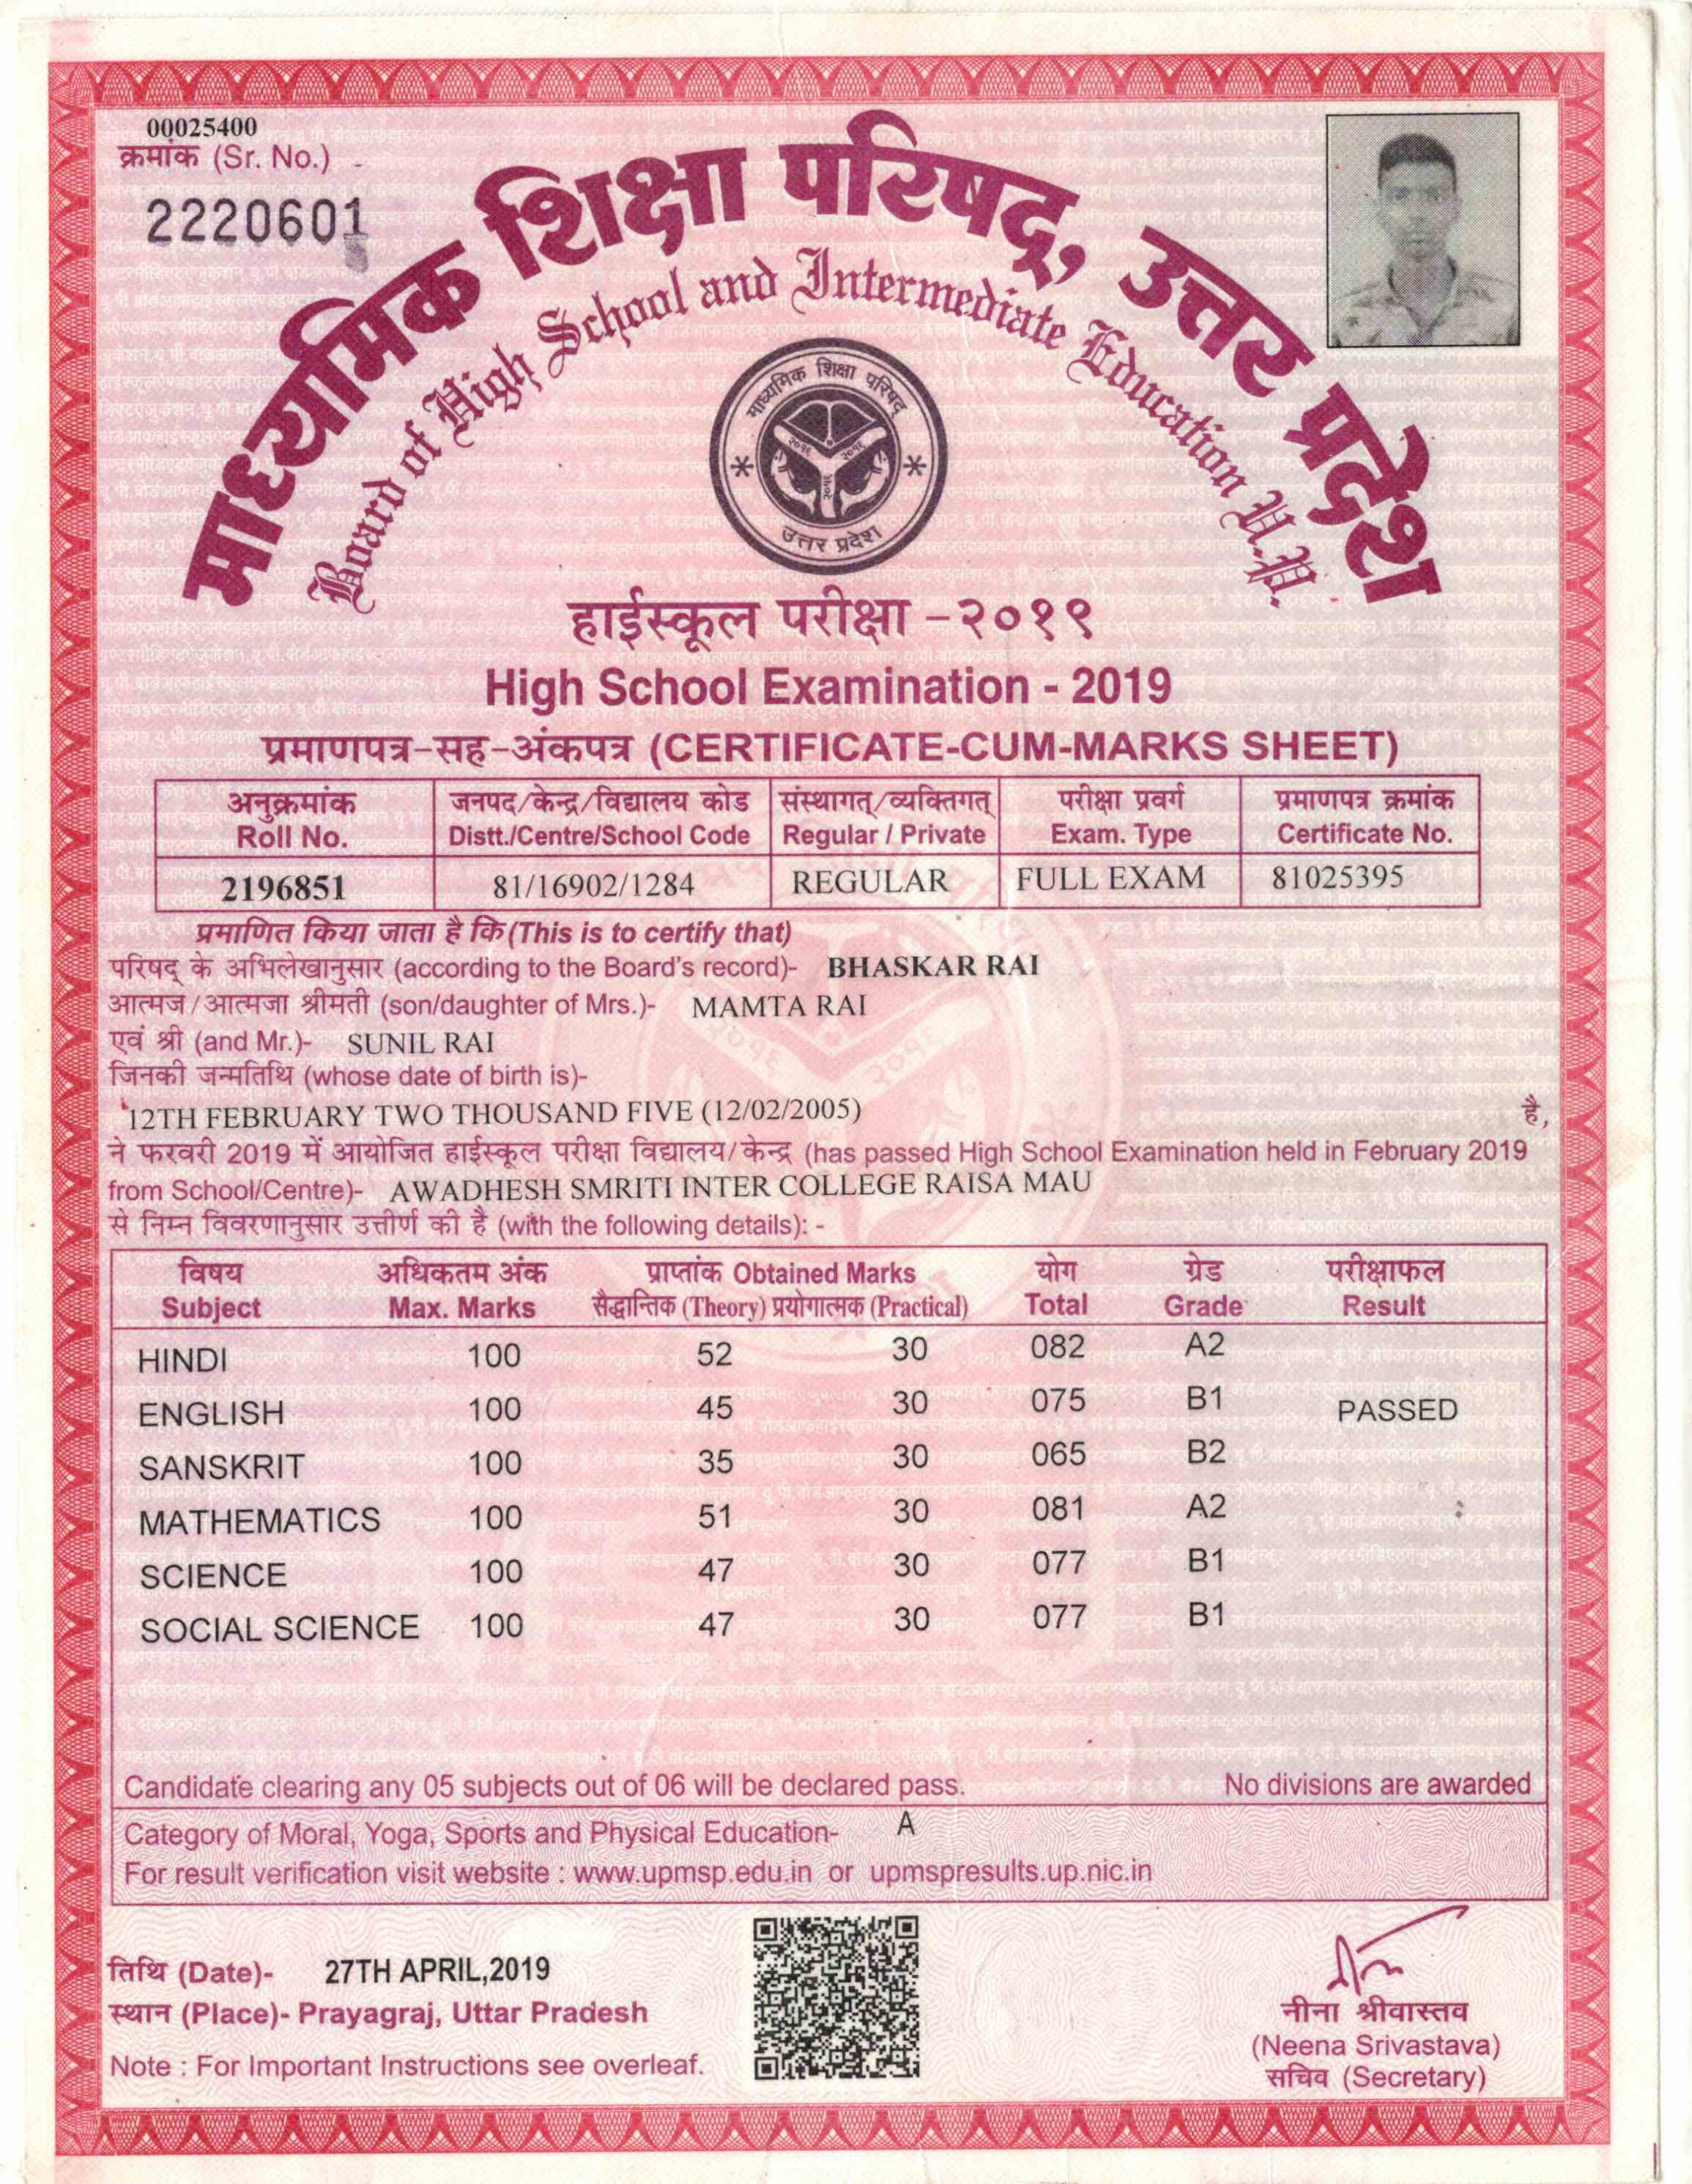 00025400
क्रमांक (Sr. No.)
2220601
माध्यमिक शिक्षा परिषद्, उत्तर प्रदेश
Board of High School and Intermediate Education U.P.
माध्यमिक शिक्षा परिषद्
उत्तर प्रदेश
हाईस्कूल परीक्षा -२०१९
High School Examination - 2019
प्रमाणपत्र-सह-अंकपत्र (CERTIFICATE-CUM-MARKS SHEET)
अनुक्रमांक जनपद/केन्द्र/विद्यालय कोड संस्थागत्/व्यक्तिगत् परीक्षा प्रवर्ग प्रमाणपत्र क्रमांक
Roll No. Distt./Centre/School Code Regular / Private Exam. Type Certificate No.
2196851 81/16902/1284 REGULAR FULL EXAM 81025395
प्रमाणित किया जाता है कि (This is to certify that)
परिषद् के अभिलेखानुसार (according to the Board's record)- BHASKAR RAI
आत्मज/आत्मजा श्रीमती (son/daughter of Mrs.)- MAMTA RAI
एवं श्री (and Mr.)- SUNIL RAI
जिनकी जन्मतिथि (whose date of birth is)-
12TH FEBRUARY TWO THOUSAND FIVE (12/02/2005) है,
ने फरवरी 2019 में आयोजित हाईस्कूल परीक्षा विद्यालय/केन्द्र (has passed High School Examination held in February 2019
from School/Centre)- AWADHESH SMRITI INTER COLLEGE RAISA MAU
से निम्न विवरणानुसार उत्तीर्ण की है (with the following details): -
विषय अधिकतम अंक प्राप्तांक Obtained Marks योग ग्रेड परीक्षाफल
Subject Max. Marks सैद्धान्तिक (Theory) प्रयोगात्मक (Practical) Total Grade Result
HINDI 100 52 30 082 A2
ENGLISH 100 45 30 075 B1 PASSED
SANSKRIT 100 35 30 065 B2
MATHEMATICS 100 51 30 081 A2
SCIENCE 100 47 30 077 B1
SOCIAL SCIENCE 100 47 30 077 B1
Candidate clearing any 05 subjects out of 06 will be declared pass. No divisions are awarded
Category of Moral, Yoga, Sports and Physical Education- A
For result verification visit website : www.upmsp.edu.in or upmspresults.up.nic.in
तिथि (Date)- 27TH APRIL,2019
स्थान (Place)- Prayagraj, Uttar Pradesh
Note : For Important Instructions see overleaf.
नीना श्रीवास्तव
(Neena Srivastava)
सचिव (Secretary)